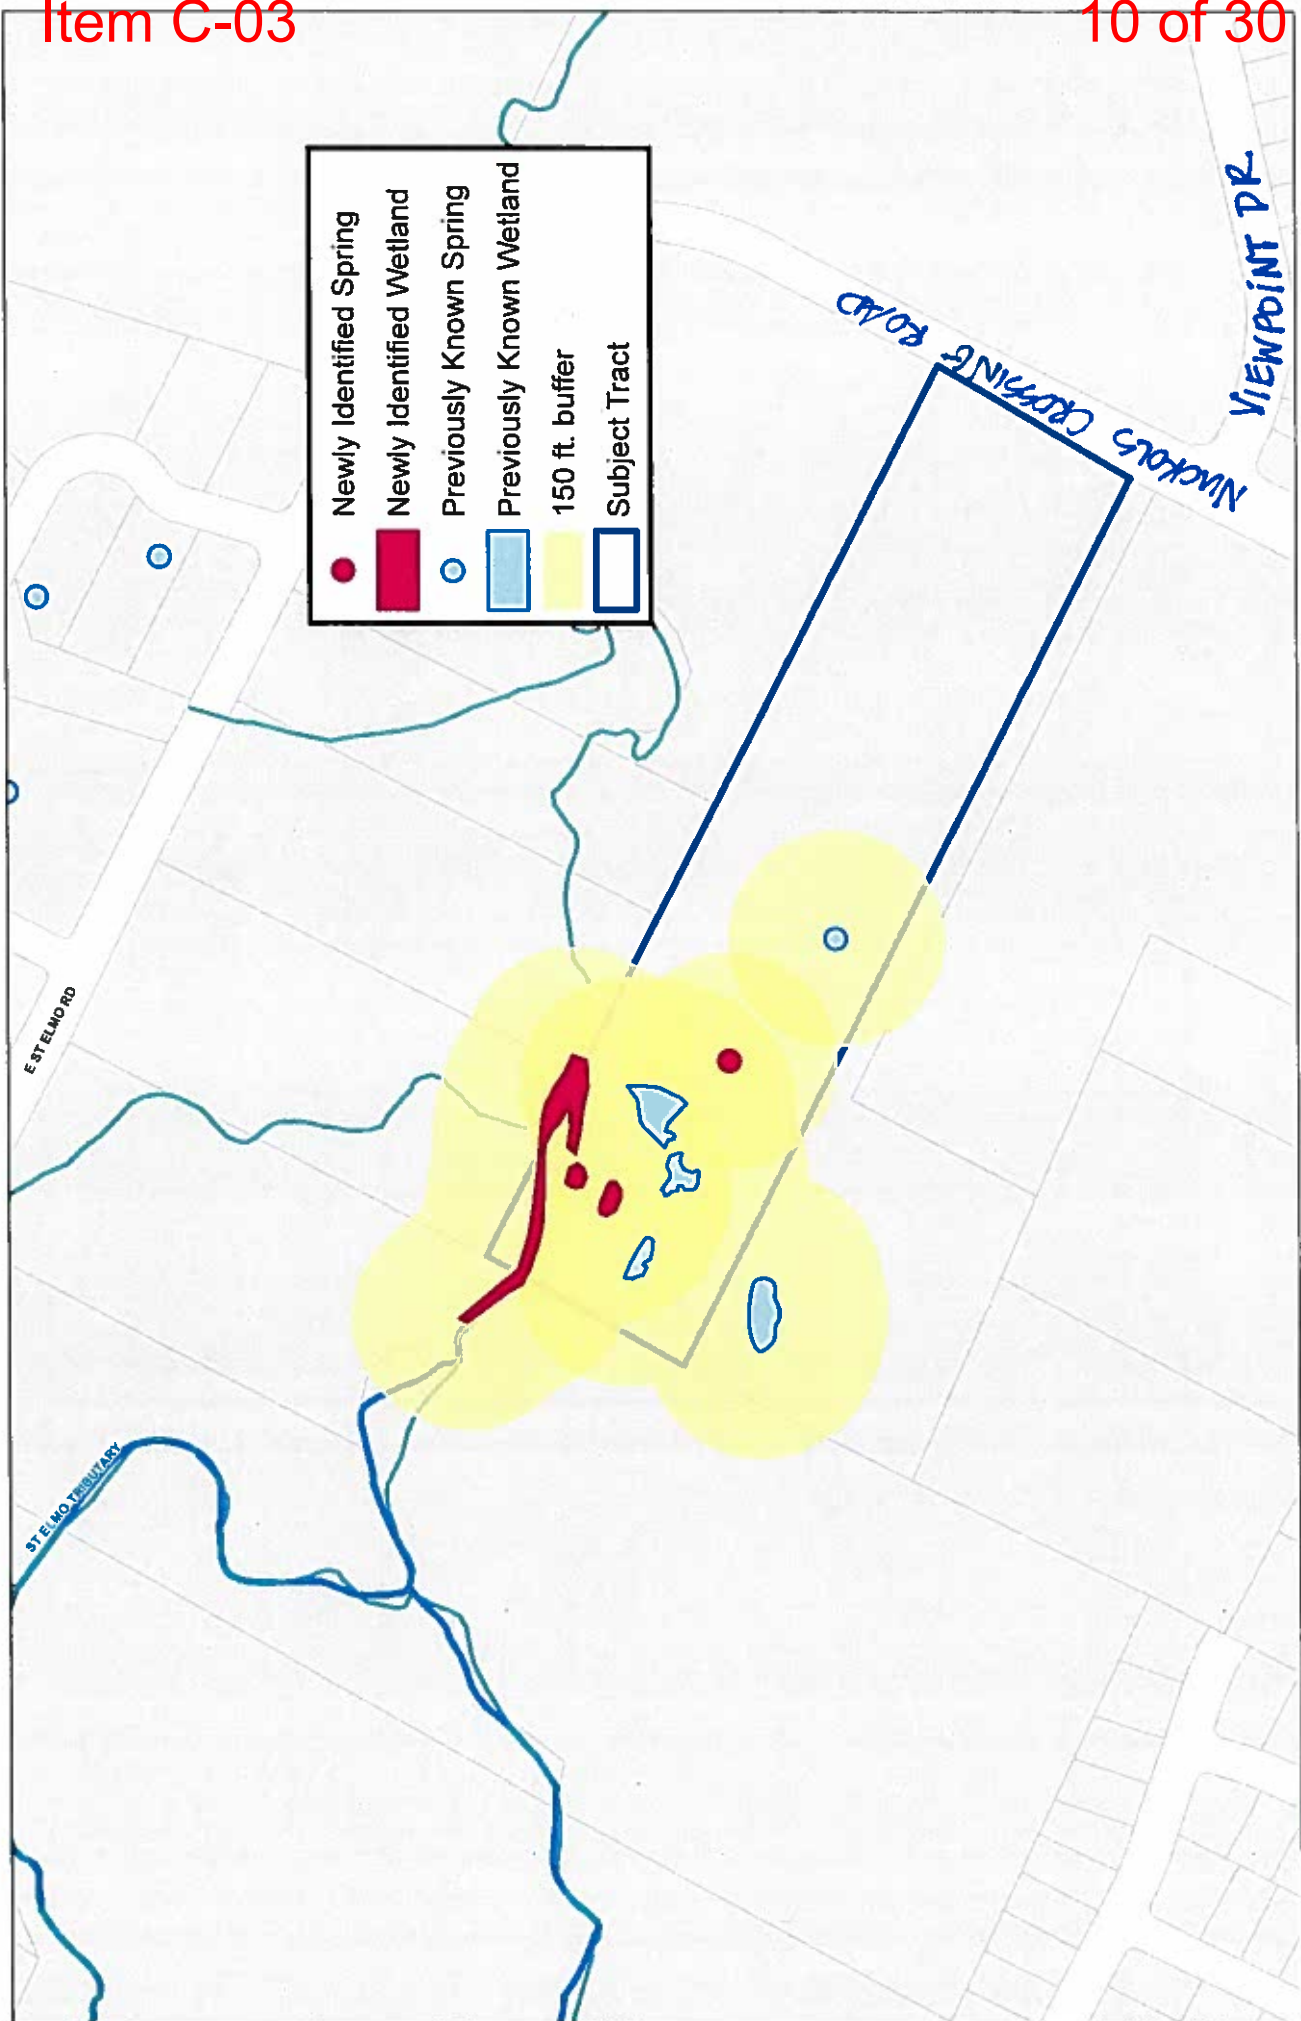 Item C-03
10 of 30
Newly Identified Spring
Newly Identified Wetland
Previously Known Spring
Previously Known Wetland
150 ft. buffer
Subject Tract
VIEWPOINT DR
NUCKOLS CROSSING ROAD
E ST ELMO RD
ST ELMO TRIBUTARY